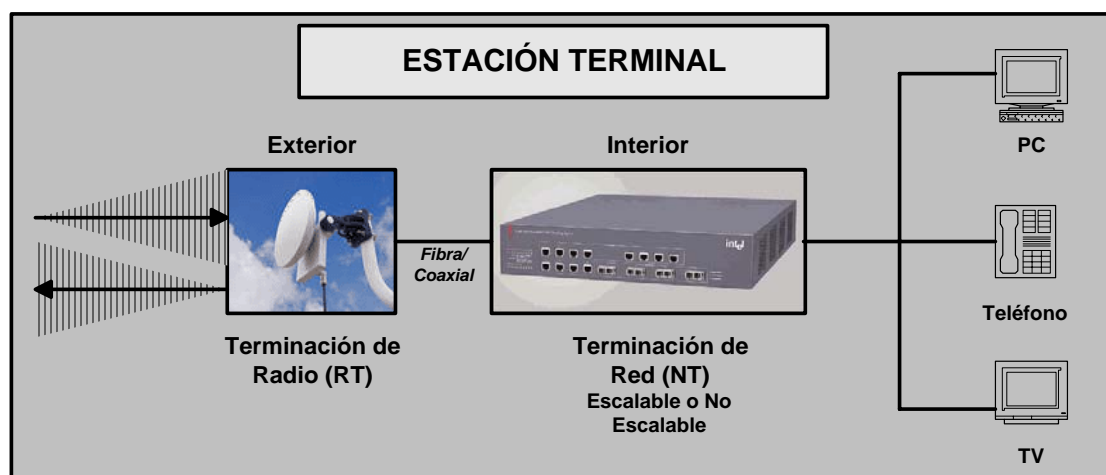 ESTACIÓN TERMINAL
Exterior
Interior
PC
Fibra/
Coaxial
intel
Teléfono
Terminación de
Radio (RT)
Terminación de
Red (NT)
Escalable o No
Escalable
TV